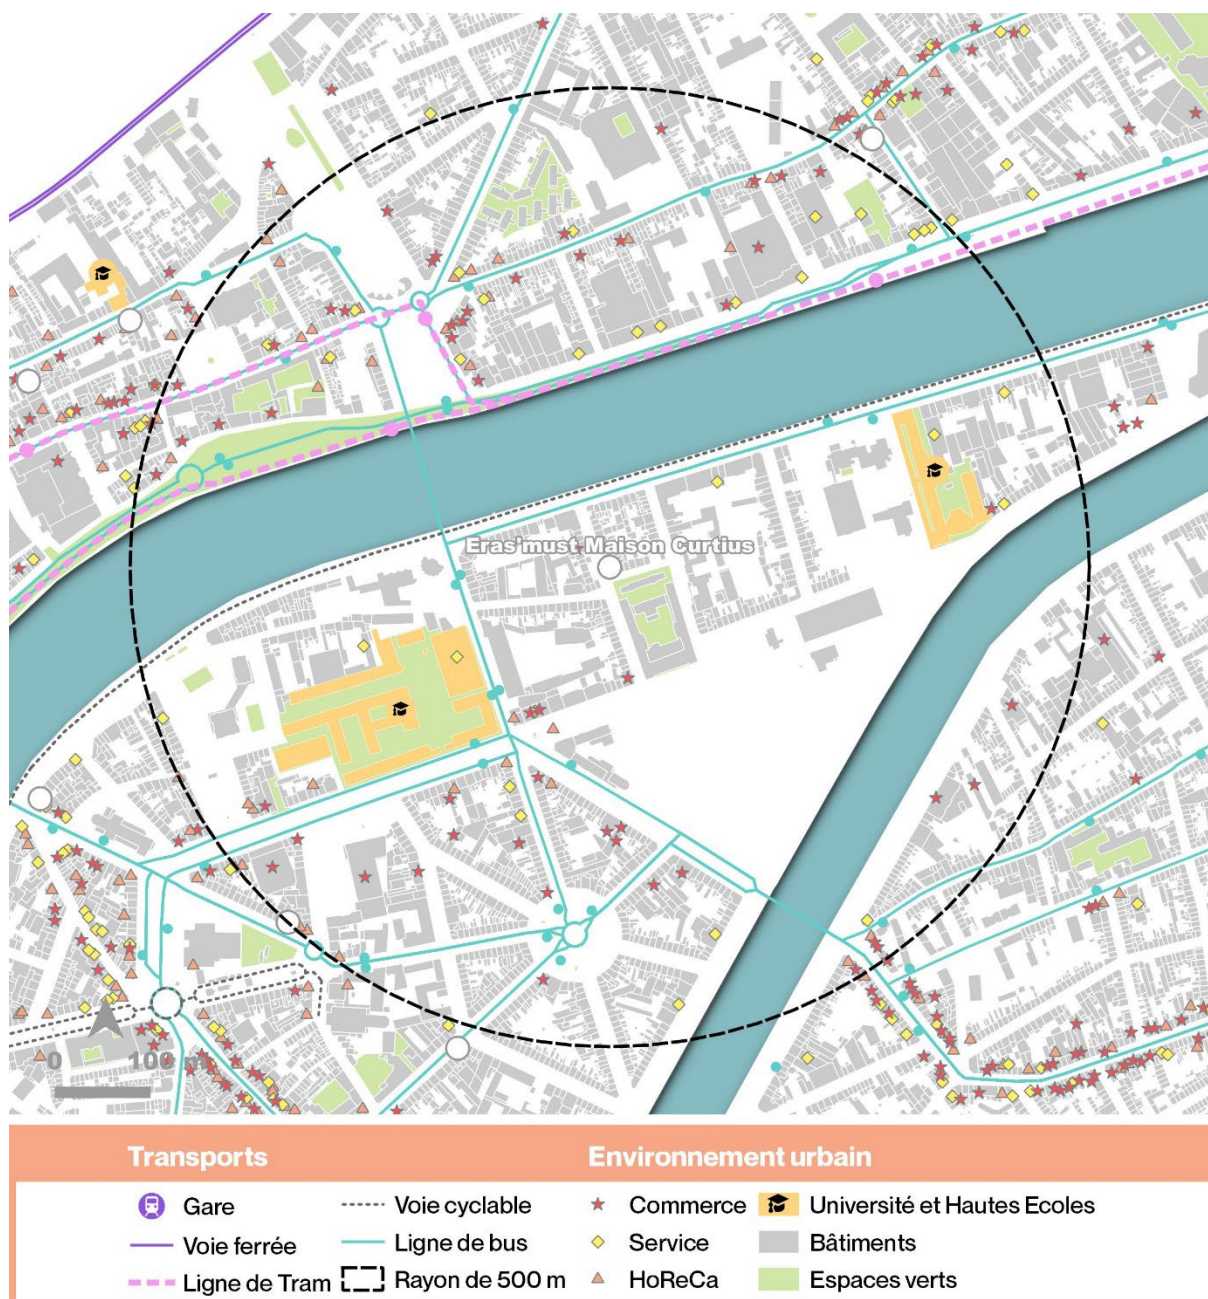 Eras'must Maison Curtius
0 100 m
Transports
Environnement urbain
Gare
Voie cyclable
Commerce
Université et Hautes Ecoles
Voie ferrée
Ligne de bus
Service
Bâtiments
Ligne de Tram
Rayon de 500 m
HoReCa
Espaces verts